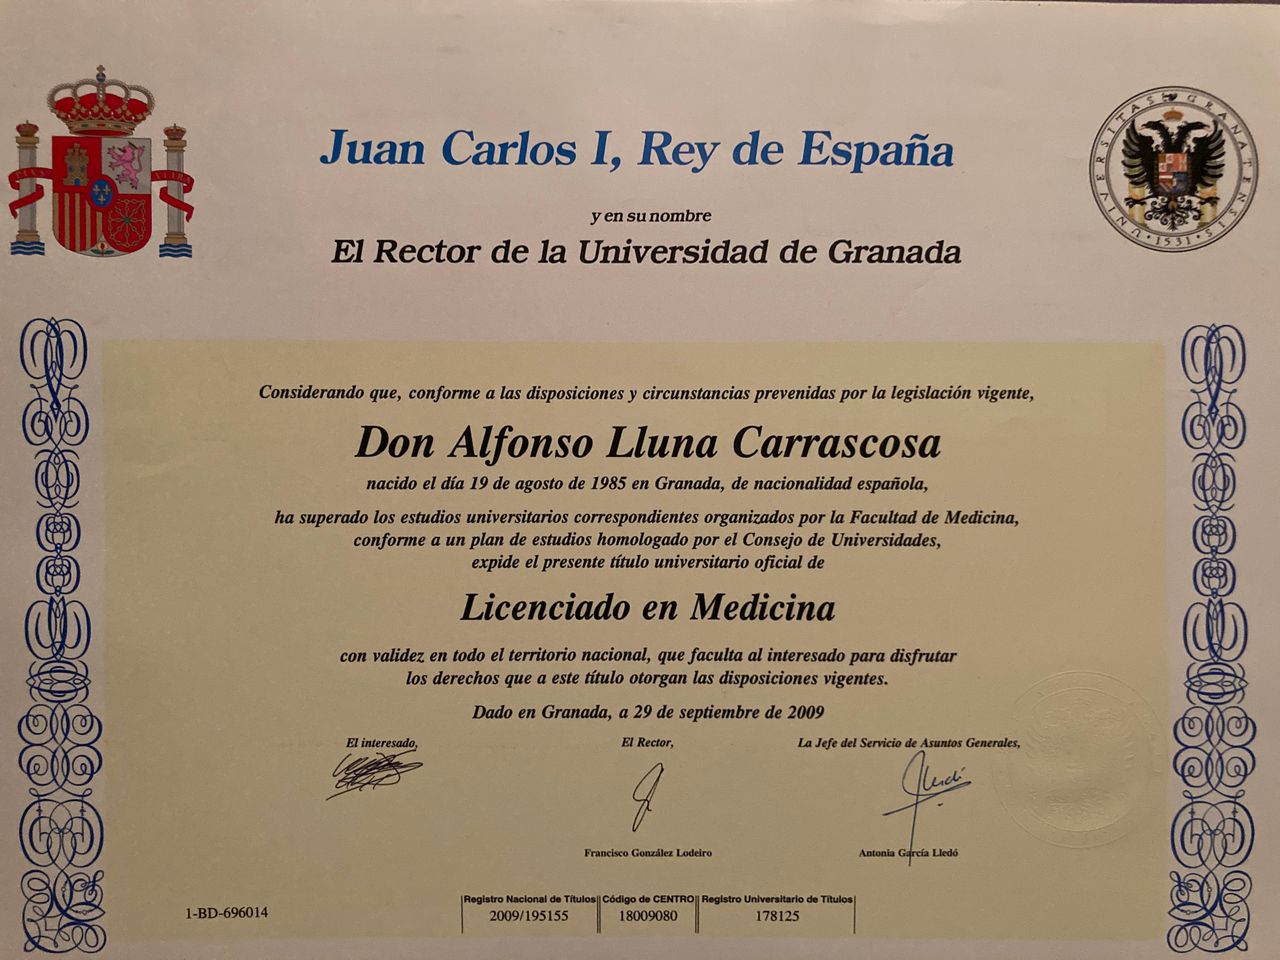 Juan Carlos I, Rey de España
UNIVERSITAS GRANATENSIS
1531
PLVS VLTRA
y en su nombre
El Rector de la Universidad de Granada
Considerando que, conforme a las disposiciones y circunstancias prevenidas por la legislación vigente,
Don Alfonso Lluna Carrascosa
nacido el día 19 de agosto de 1985 en Granada, de nacionalidad española,
ha superado los estudios universitarios correspondientes organizados por la Facultad de Medicina,
conforme a un plan de estudios homologado por el Consejo de Universidades,
expide el presente título universitario oficial de
Licenciado en Medicina
con validez en todo el territorio nacional, que faculta al interesado para disfrutar
los derechos que a este título otorgan las disposiciones vigentes.
Dado en Granada, a 29 de septiembre de 2009
El interesado, El Rector, La Jefe del Servicio de Asuntos Generales,
Francisco González Lodeiro Antonia García Lledó
Registro Nacional de Títulos Código de CENTRO Registro Universitario de Títulos
1-BD-696014 2009/195155 18009080 178125